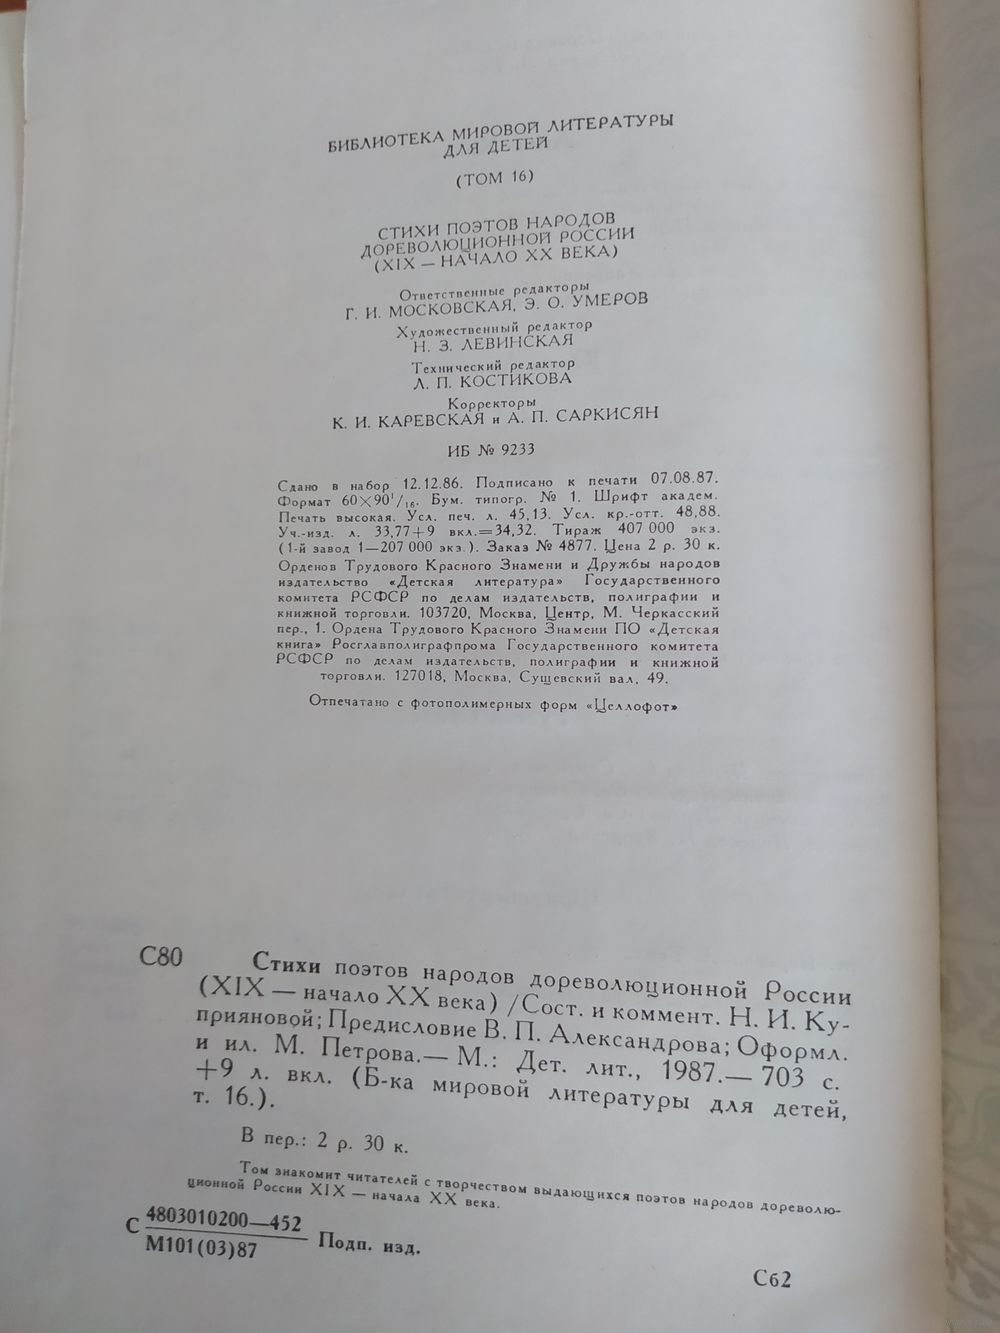 БИБЛИОТЕКА МИРОВОЙ ЛИТЕРАТУРЫ
ДЛЯ ДЕТЕЙ
(ТОМ 16)
СТИХИ ПОЭТОВ НАРОДОВ
ДОРЕВОЛЮЦИОННОЙ РОССИИ
(XIX — НАЧАЛО XX ВЕКА)
Ответственные редакторы
Г. И. МОСКОВСКАЯ, Э. О. УМЕРОВ
Художественный редактор
Н. З. ЛЕВИНСКАЯ
Технический редактор
Л. П. КОСТИКОВА
Корректоры
К. И. КАРЕВСКАЯ и А. П. САРКИСЯН
ИБ № 9233
Сдано в набор 12.12.86. Подписано к печати 07.08.87.
Формат 60×90¹/₁₆. Бум. типогр. № 1. Шрифт академ.
Печать высокая. Усл. печ. л. 45,13. Усл. кр.-отт. 48,88.
Уч.-изд. л. 33,77+9 вкл.=34,32. Тираж 407 000 экз.
(1-й завод 1—207 000 экз.). Заказ № 4877. Цена 2 р. 30 к.
Орденов Трудового Красного Знамени и Дружбы народов
издательство «Детская литература» Государственного
комитета РСФСР по делам издательств, полиграфии и
книжной торговли. 103720, Москва, Центр, М. Черкасский
пер., 1. Ордена Трудового Красного Знамени ПО «Детская
книга» Росглавполиграфпрома Государственного комитета
РСФСР по делам издательств, полиграфии и книжной
торговли. 127018, Москва, Сущевский вал, 49.
Отпечатано с фотополимерных форм «Целлофот»
С80 Стихи поэтов народов дореволюционной России
(XIX — начало XX века) /Сост. и коммент. Н. И. Ку-
прияновой; Предисловие В. П. Александрова; Оформл.
и ил. М. Петрова.— М.: Дет. лит., 1987.— 703 с.
+9 л. вкл. (Б-ка мировой литературы для детей,
т. 16.).
В пер.: 2 р. 30 к.
Том знакомит читателей с творчеством выдающихся поэтов народов дореволю-
ционной России XIX — начала XX века.
С 4803010200—452
М101(03)87
Подп. изд.
С62